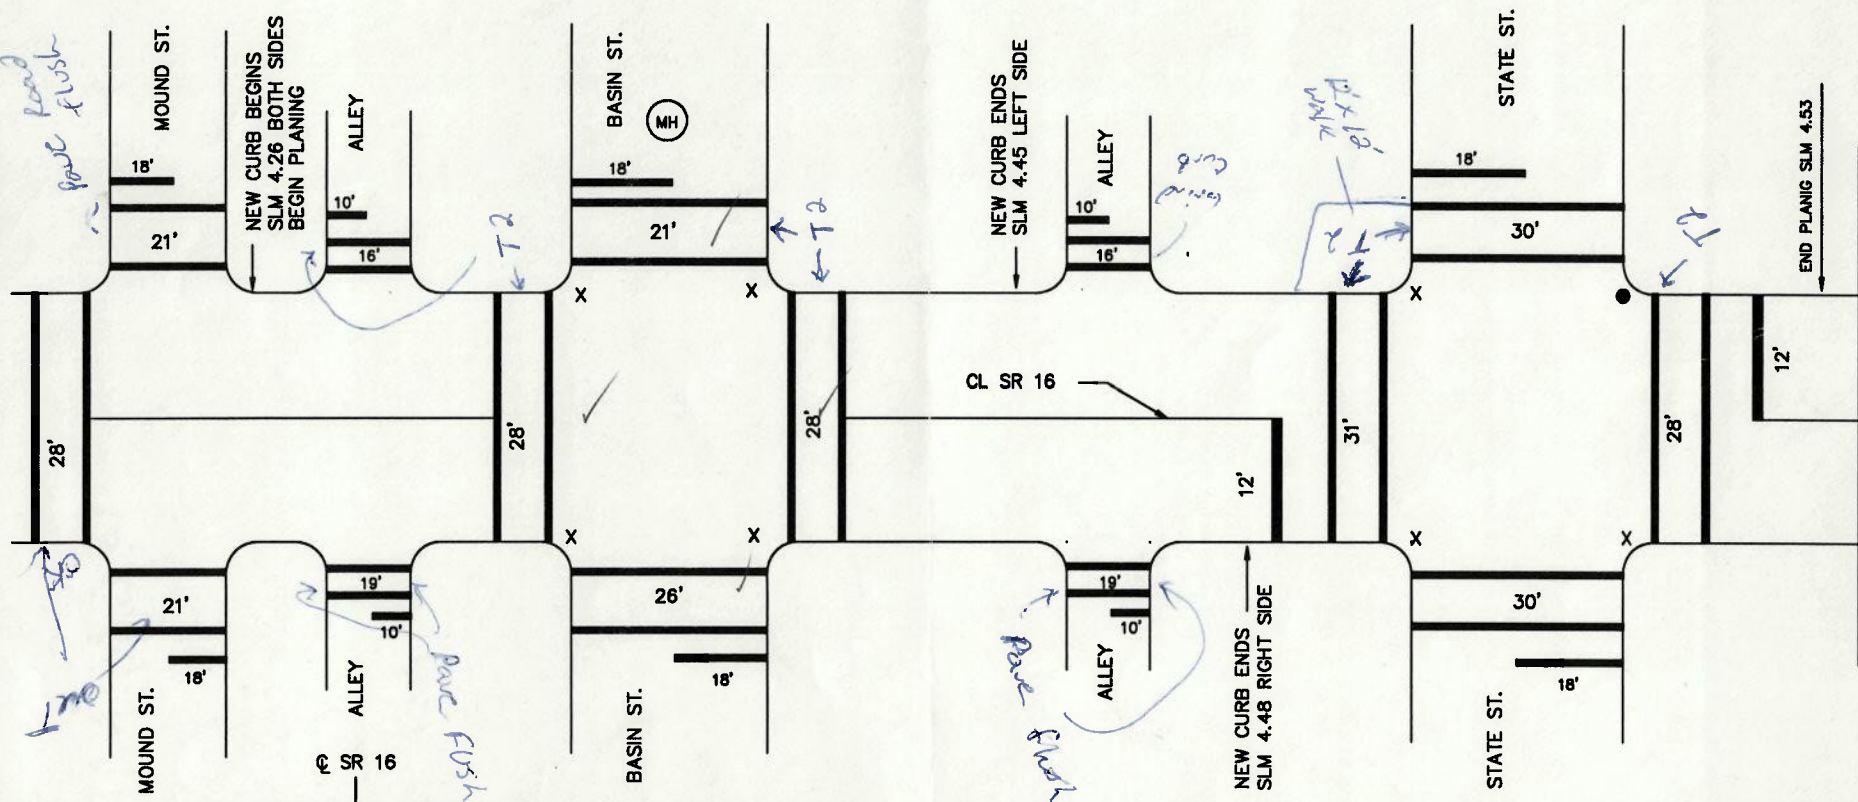 pave Road
flush
MOUND ST.
18'
21'
NEW CURB BEGINS
SLM 4.26 BOTH SIDES
BEGIN PLANING
ALLEY
10'
16'
T2
BASIN ST.
MH
18'
21'
T2
NEW CURB ENDS
SLM 4.45 LEFT SIDE
ALLEY
10'
16'
Curb
T2
STATE ST.
18'
30'
T2
END PLANIG SLM 4.53
28'
28'
28'
CL SR 16
12'
31'
28'
12'
21'
18'
MOUND ST.
19'
10'
ALLEY
Pave Flush
℄ SR 16
26'
18'
BASIN ST.
19'
10'
ALLEY
Pave flush
NEW CURB ENDS
SLM 4.48 RIGHT SIDE
30'
18'
STATE ST.